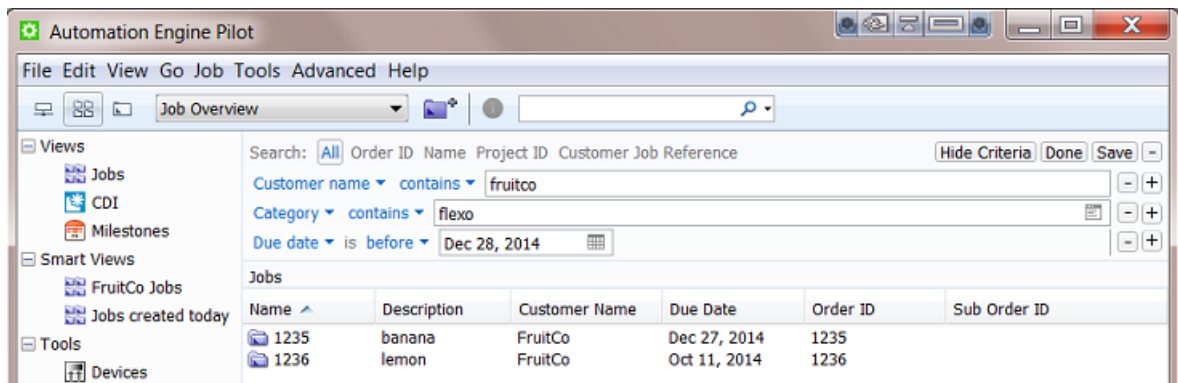 Automation Engine Pilot
File Edit View Go Job Tools Advanced Help
Job Overview
Views
Jobs
CDI
Milestones
Smart Views
FruitCo Jobs
Jobs created today
Tools
Devices
Search: All Order ID Name Project ID Customer Job Reference Hide Criteria Done Save
Customer name contains fruitco
Category contains flexo
Due date is before Dec 28, 2014
Jobs
Name Description Customer Name Due Date Order ID Sub Order ID
1235 banana FruitCo Dec 27, 2014 1235
1236 lemon FruitCo Oct 11, 2014 1236